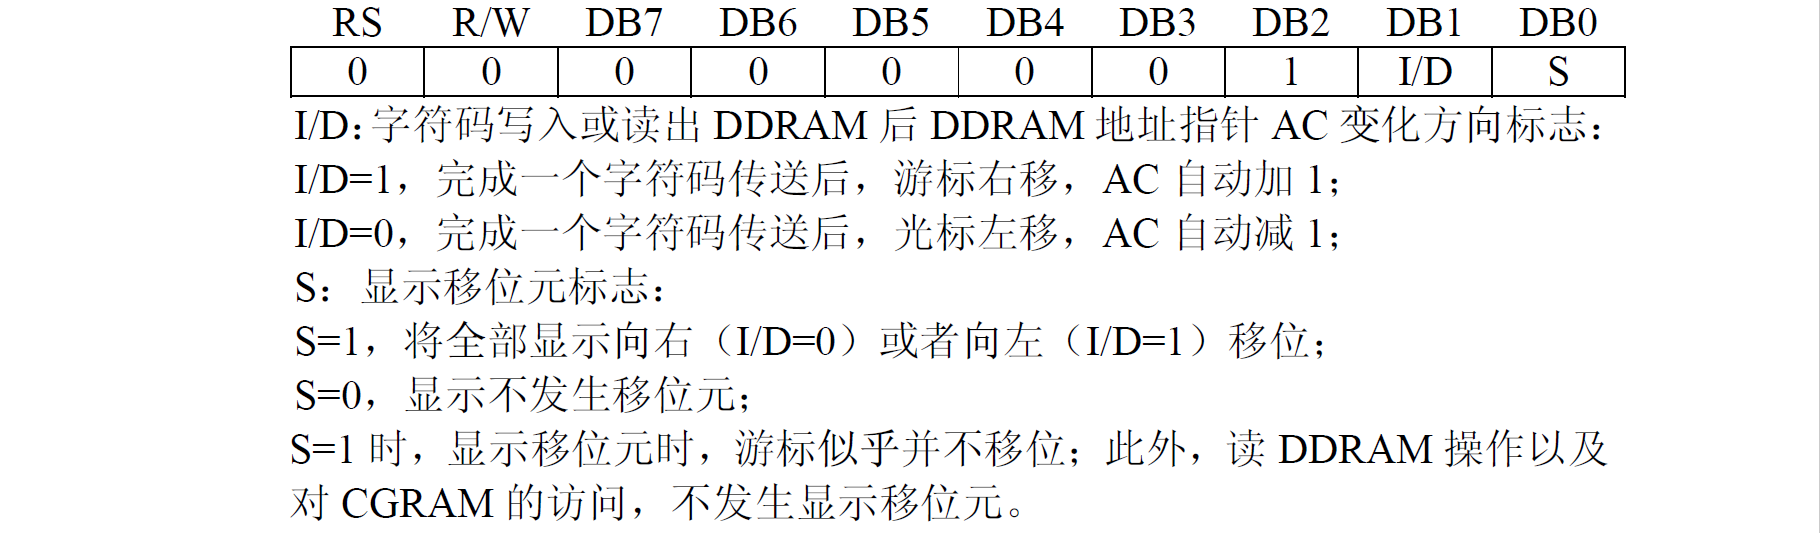 RS R/W DB7 DB6 DB5 DB4 DB3 DB2 DB1 DB0
0 0 0 0 0 0 0 1 I/D S
I/D:字符码写入或读出 DDRAM 后 DDRAM 地址指针 AC 变化方向标志:
I/D=1，完成一个字符码传送后，游标右移，AC 自动加 1；
I/D=0，完成一个字符码传送后，光标左移，AC 自动减 1；
S：显示移位元标志：
S=1，将全部显示向右（I/D=0）或者向左（I/D=1）移位；
S=0，显示不发生移位元；
S=1 时，显示移位元时，游标似乎并不移位；此外，读 DDRAM 操作以及
对 CGRAM 的访问，不发生显示移位元。